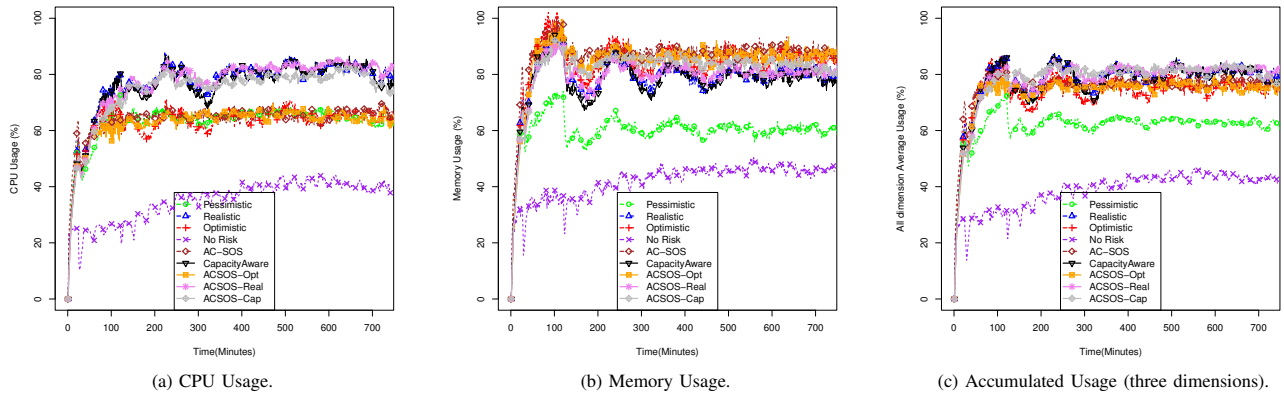 CPU Usage (%)
100
80
60
40
20
0
Pessimistic
Realistic
Optimistic
No Risk
AC−SOS
CapacityAware
ACSOS−Opt
ACSOS−Real
ACSOS−Cap
0 100 200 300 400 500 600 700
Time(Minutes)
(a) CPU Usage.
Memory Usage (%)
100
80
60
40
20
0
Pessimistic
Realistic
Optimistic
No Risk
AC−SOS
CapacityAware
ACSOS−Opt
ACSOS−Real
ACSOS−Cap
0 100 200 300 400 500 600 700
Time(Minutes)
(b) Memory Usage.
All dimension Average Usage (%)
100
80
60
40
20
0
Pessimistic
Realistic
Optimistic
No Risk
AC−SOS
CapacityAware
ACSOS−Opt
ACSOS−Real
ACSOS−Cap
0 100 200 300 400 500 600 700
Time(Minutes)
(c) Accumulated Usage (three dimensions).